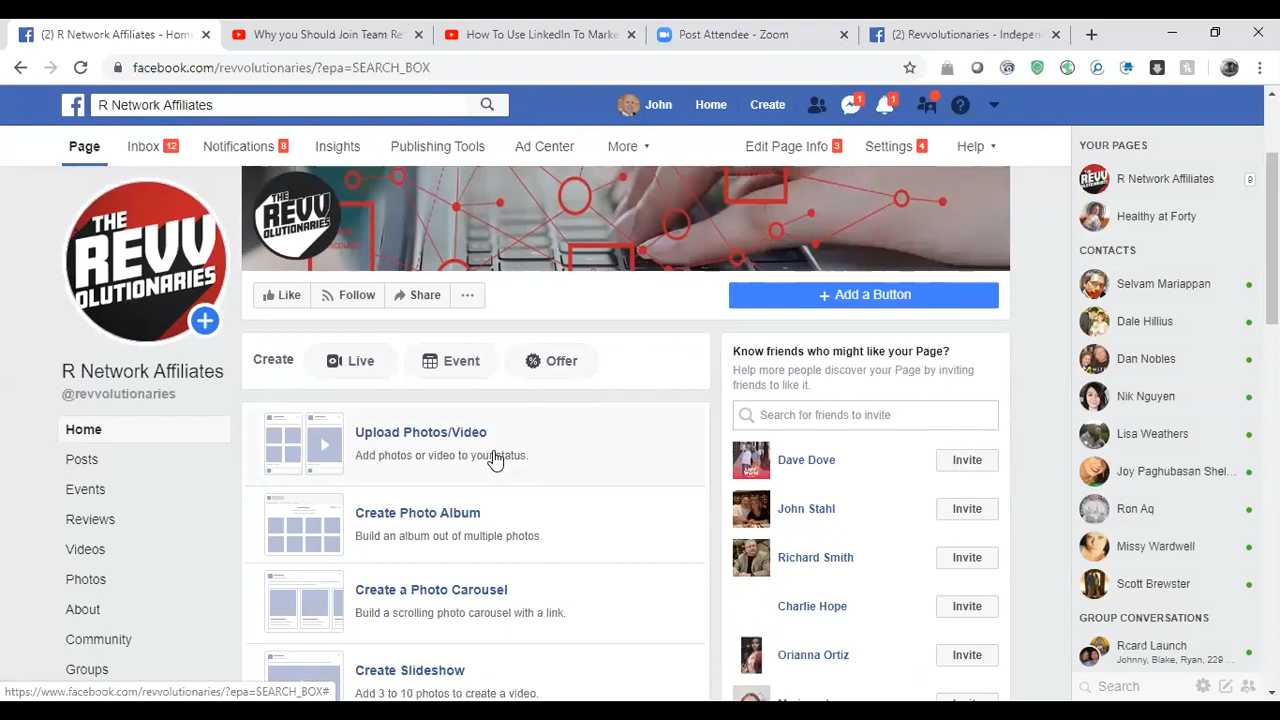 (2) R Network Affiliates - Hom
Why you Should Join Team Re
How To Use LinkedIn To Marke
Post Attendee - Zoom
(2) Revvolutionaries - Indepen
facebook.com/revvolutionaries/?epa=SEARCH_BOX
R Network Affiliates
John
Home
Create
1
1
Page
Inbox 12
Notifications 8
Insights
Publishing Tools
Ad Center
More
Edit Page Info 3
Settings 4
Help
THE
REVV
OLUTIONARIES
THE
REVV
OLUTIONARIES
R Network Affiliates
@revvolutionaries
Home
Posts
Events
Reviews
Videos
Photos
About
Community
Groups
Like
Follow
Share
+ Add a Button
Create
Live
Event
Offer
Upload Photos/Video
Add photos or video to your status.
Create Photo Album
Build an album out of multiple photos.
Create a Photo Carousel
Build a scrolling photo carousel with a link.
Create Slideshow
Add 3 to 10 photos to create a video.
Know friends who might like your Page?
Help more people discover your Page by inviting
friends to like it.
Search for friends to invite
Dave Dove Invite
John Stahl Invite
Richard Smith Invite
Charlie Hope Invite
Orianna Ortiz Invite
YOUR PAGES
R Network Affiliates 9
Healthy at Forty
CONTACTS
Selvam Mariappan
Dale Hillius
Dan Nobles
Nik Nguyen
Lisa Weathers
Joy Paghubasan Shel...
Ron Aq
Missy Wardwell
Scott Brewster
GROUP CONVERSATIONS
Rcard Launch
Johnny, Blake, Ryan, 229 ...
Search
https://www.facebook.com/revvolutionaries/?epa=SEARCH_BOX#